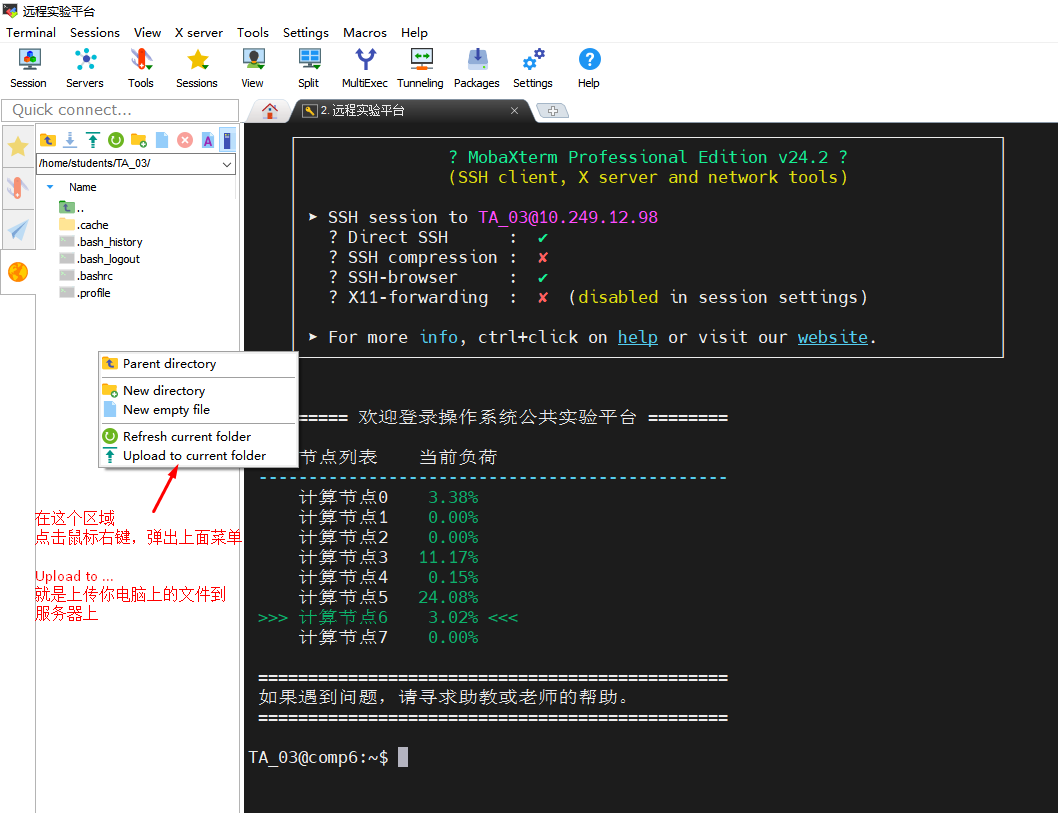 远程实验平台
Terminal Sessions View X server Tools Settings Macros Help
Session Servers Tools Sessions View Split MultiExec Tunneling Packages Settings Help
Quick connect...
2. 远程实验平台
/home/students/TA_03/
Name
..
.cache
.bash_history
.bash_logout
.bashrc
.profile
Parent directory
New directory
New empty file
Refresh current folder
Upload to current folder
在这个区域
点击鼠标右键，弹出上面菜单
Upload to ...
就是上传你电脑上的文件到
服务器上
? MobaXterm Professional Edition v24.2 ?
(SSH client, X server and network tools)
➤ SSH session to TA_03@10.249.12.98
? Direct SSH : ✔
? SSH compression : ✘
? SSH-browser : ✔
? X11-forwarding : ✘ (disabled in session settings)
➤ For more info, ctrl+click on help or visit our website.
===== 欢迎登录操作系统公共实验平台 ========
节点列表 当前负荷
-----------------------------------------------
计算节点0 3.38%
计算节点1 0.00%
计算节点2 0.00%
计算节点3 11.17%
计算节点4 0.15%
计算节点5 24.08%
>>> 计算节点6 3.02% <<<
计算节点7 0.00%
===============================================
如果遇到问题，请寻求助教或老师的帮助。
===============================================
TA_03@comp6:~$